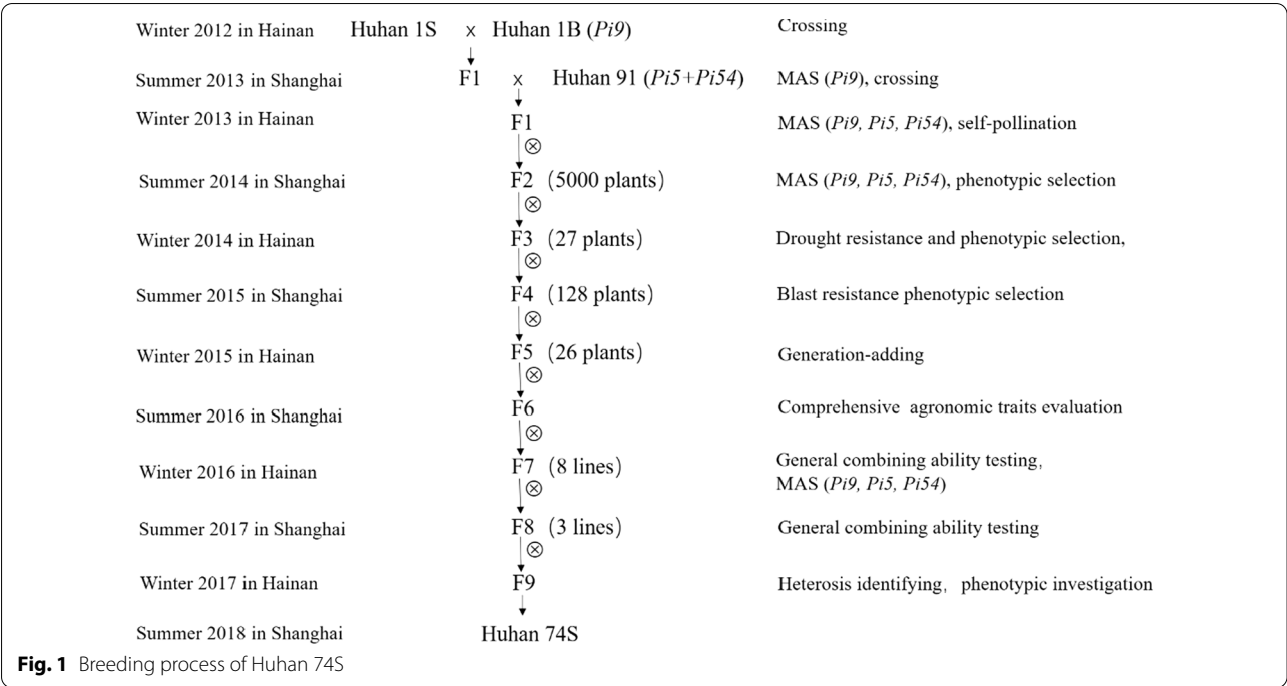 Winter 2012 in Hainan Huhan 1S x Huhan 1B (Pi9) Crossing
Summer 2013 in Shanghai F1 x Huhan 91 (Pi5+Pi54) MAS (Pi9), crossing
Winter 2013 in Hainan F1 MAS (Pi9, Pi5, Pi54), self-pollination
⊗
Summer 2014 in Shanghai F2 (5000 plants) MAS (Pi9, Pi5, Pi54), phenotypic selection
⊗
Winter 2014 in Hainan F3 (27 plants) Drought resistance and phenotypic selection,
⊗
Summer 2015 in Shanghai F4 (128 plants) Blast resistance phenotypic selection
⊗
Winter 2015 in Hainan F5 (26 plants) Generation-adding
⊗
Summer 2016 in Shanghai F6 Comprehensive agronomic traits evaluation
⊗
Winter 2016 in Hainan F7 (8 lines) General combining ability testing,
MAS (Pi9, Pi5, Pi54)
⊗
Summer 2017 in Shanghai F8 (3 lines) General combining ability testing
⊗
Winter 2017 in Hainan F9 Heterosis identifying, phenotypic investigation
Summer 2018 in Shanghai Huhan 74S
Fig. 1 Breeding process of Huhan 74S